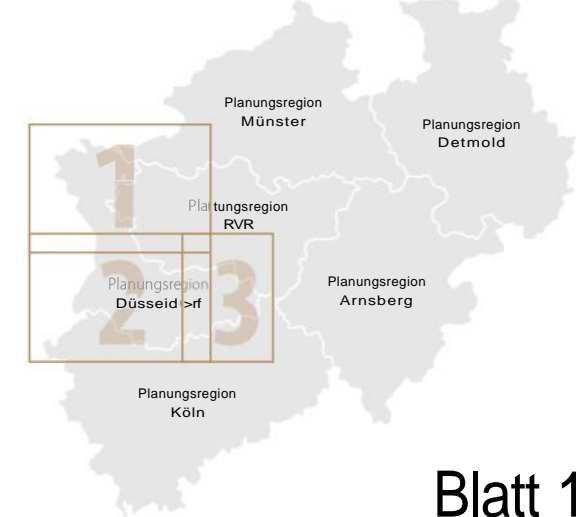 Planungsregion
Münster
Planungsregion
Detmold
1
Plartungsregion
RVR
Planungsregion
Düsseid>rf
2
3
Planungsregion
Arnsberg
Planungsregion
Köln
Blatt 1